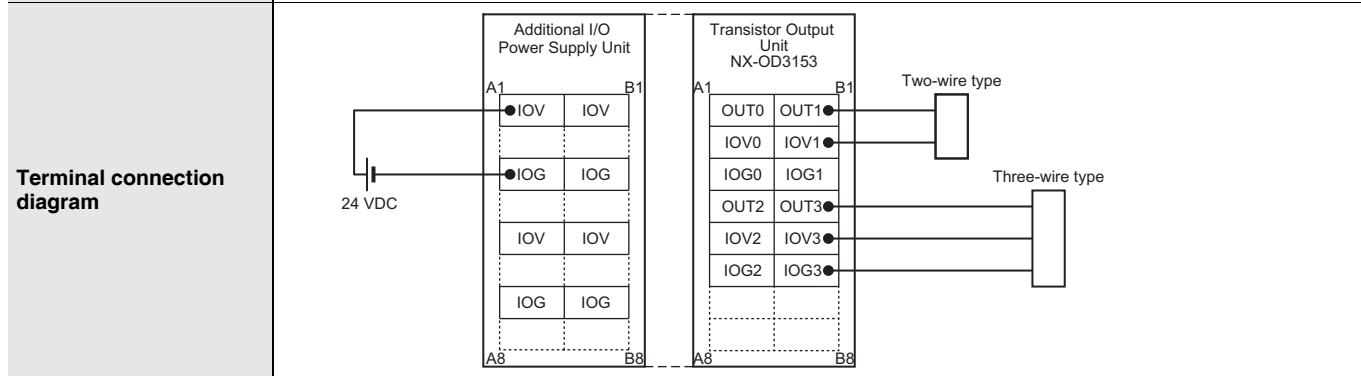 Terminal connection
diagram
24 VDC
Additional I/O
Power Supply Unit
A1 B1
IOV IOV
IOG IOG
IOV IOV
IOG IOG
A8 B8
Transistor Output
Unit
NX-OD3153
A1 B1
OUT0 OUT1
IOV0 IOV1
IOG0 IOG1
OUT2 OUT3
IOV2 IOV3
IOG2 IOG3
A8 B8
Two-wire type
Three-wire type